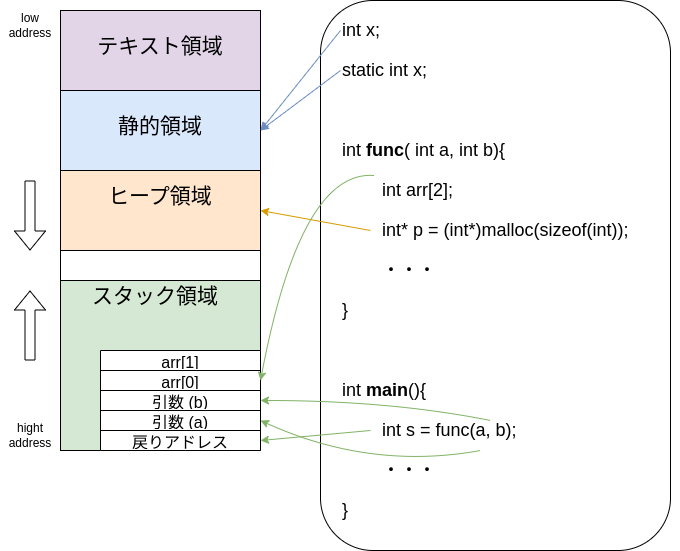 low
address
テキスト領域
静的領域
ヒープ領域
スタック領域
arr[1]
arr[0]
引数 (b)
引数 (a)
戻りアドレス
hight
address
int x;
static int x;
int func( int a, int b){
int arr[2];
int* p = (int*)malloc(sizeof(int));
・・・
}
int main(){
int s = func(a, b);
・・・
}